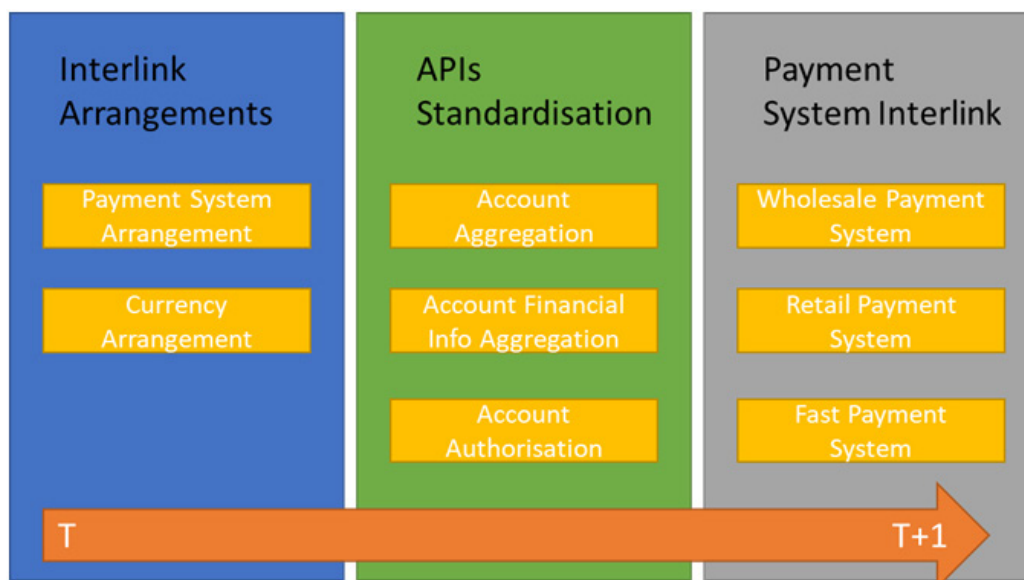 Interlink
Arrangements
Payment System
Arrangement
Currency
Arrangement
APIs
Standardisation
Account
Aggregation
Account Financial
Info Aggregation
Account
Authorisation
Payment
System Interlink
Wholesale Payment
System
Retail Payment
System
Fast Payment
System
T
T+1